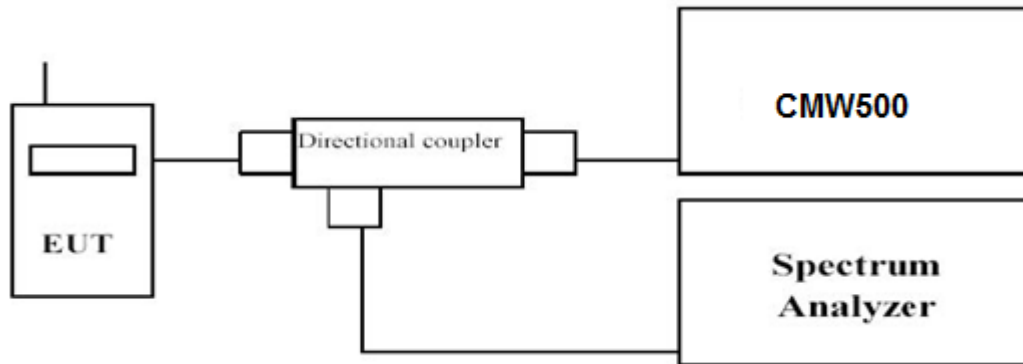 CMW500
Directional coupler
EUT
Spectrum
Analyzer